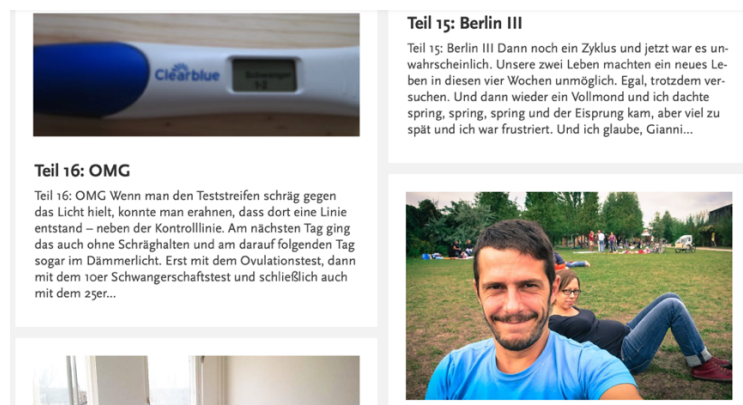 Clearblue
Schwanger
1-2
Teil 16: OMG
Teil 16: OMG Wenn man den Teststreifen schräg gegen
das Licht hielt, konnte man erahnen, dass dort eine Linie
entstand – neben der Kontrolllinie. Am nächsten Tag ging
das auch ohne Schräghalten und am darauf folgenden Tag
sogar im Dämmerlicht. Erst mit dem Ovulationstest, dann
mit dem 10er Schwangerschaftstest und schließlich auch
mit dem 25er...
Teil 15: Berlin III
Teil 15: Berlin III Dann noch ein Zyklus und jetzt war es un-
wahrscheinlich. Unsere zwei Leben machten ein neues Le-
ben in diesen vier Wochen unmöglich. Egal, trotzdem ver-
suchen. Und dann wieder ein Vollmond und ich dachte
spring, spring, spring und der Eisprung kam, aber viel zu
spät und ich war frustriert. Und ich glaube, Gianni...